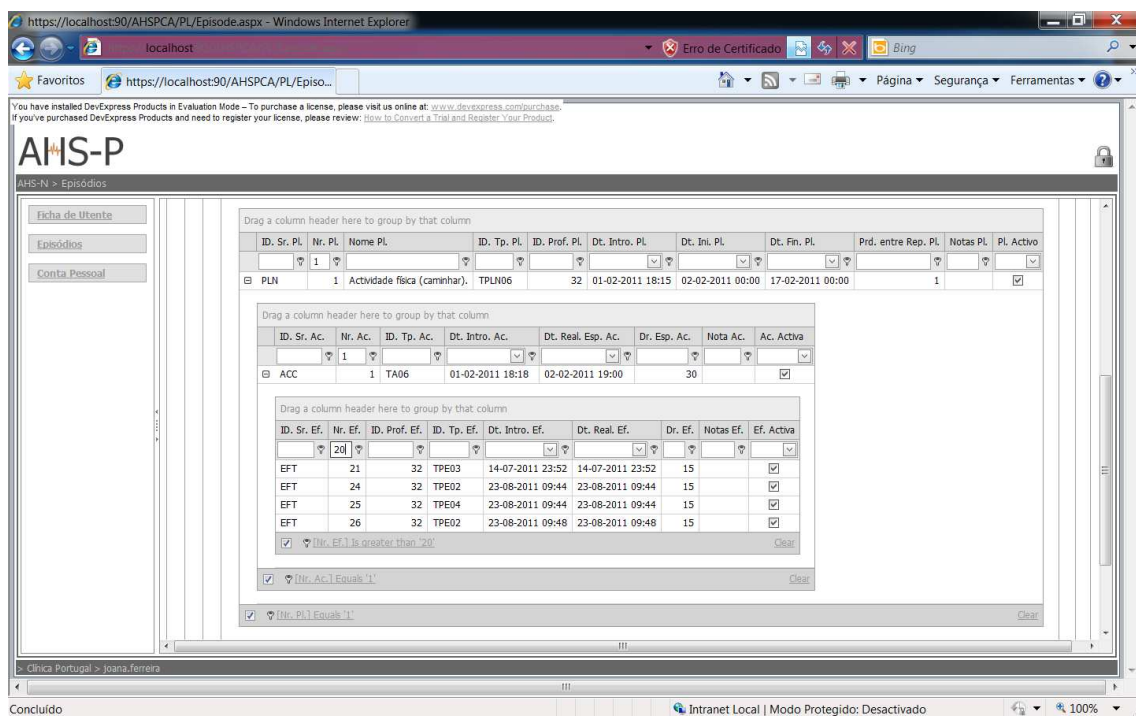 https://localhost:90/AHSPCA/PL/Episode.aspx - Windows Internet Explorer
localhost Erro de Certificado Bing
Favoritos https://localhost:90/AHSPCA/PL/Episo... Página Segurança Ferramentas
You have installed DevExpress Products in Evaluation Mode – To purchase a license, please visit us online at: www.devexpress.com/purchase.
If you've purchased DevExpress Products and need to register your license, please review: How to Convert a Trial and Register Your Product.
AHS-P
AHS-N > Episódios
Ficha de Utente
Episódios
Conta Pessoal
Drag a column header here to group by that column
ID. Sr. Pl. Nr. Pl. Nome Pl. ID. Tp. Pl. ID. Prof. Pl. Dt. Intro. Pl. Dt. Ini. Pl. Dt. Fin. Pl. Prd. entre Rep. Pl. Notas Pl. Pl. Activo
1
PLN 1 Actividade física (caminhar). TPLN06 32 01-02-2011 18:15 02-02-2011 00:00 17-02-2011 00:00 1
Drag a column header here to group by that column
ID. Sr. Ac. Nr. Ac. ID. Tp. Ac. Dt. Intro. Ac. Dt. Real. Esp. Ac. Dr. Esp. Ac. Nota Ac. Ac. Activa
1
ACC 1 TA06 01-02-2011 18:18 02-02-2011 19:00 30
Drag a column header here to group by that column
ID. Sr. Ef. Nr. Ef. ID. Prof. Ef. ID. Tp. Ef. Dt. Intro. Ef. Dt. Real. Ef. Dr. Ef. Notas Ef. Ef. Activa
20
EFT 21 32 TPE03 14-07-2011 23:52 14-07-2011 23:52 15
EFT 24 32 TPE02 23-08-2011 09:44 23-08-2011 09:44 15
EFT 25 32 TPE04 23-08-2011 09:44 23-08-2011 09:44 15
EFT 26 32 TPE02 23-08-2011 09:48 23-08-2011 09:48 15
[Nr. Ef.] Is greater than '20' Clear
[Nr. Ac.] Equals '1' Clear
[Nr. Pl.] Equals '1' Clear
> Clínica Portugal > joana.ferreira
Concluído Intranet Local | Modo Protegido: Desactivado 100%